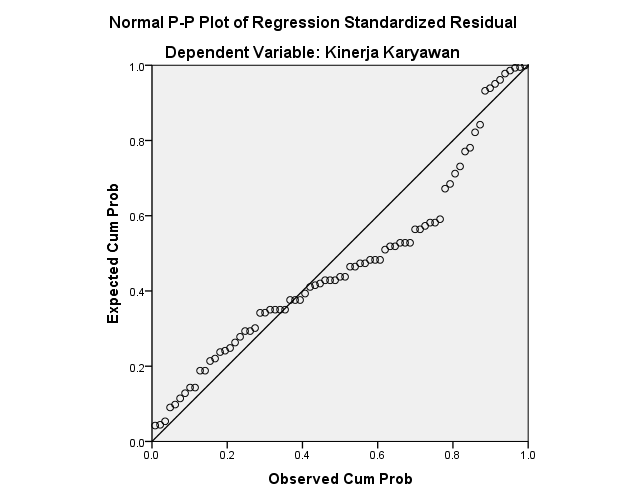 Normal P-P Plot of Regression Standardized Residual
Dependent Variable: Kinerja Karyawan
1.0
0.8
0.6
0.4
0.2
0.0
Expected Cum Prob
0.0 0.2 0.4 0.6 0.8 1.0
Observed Cum Prob